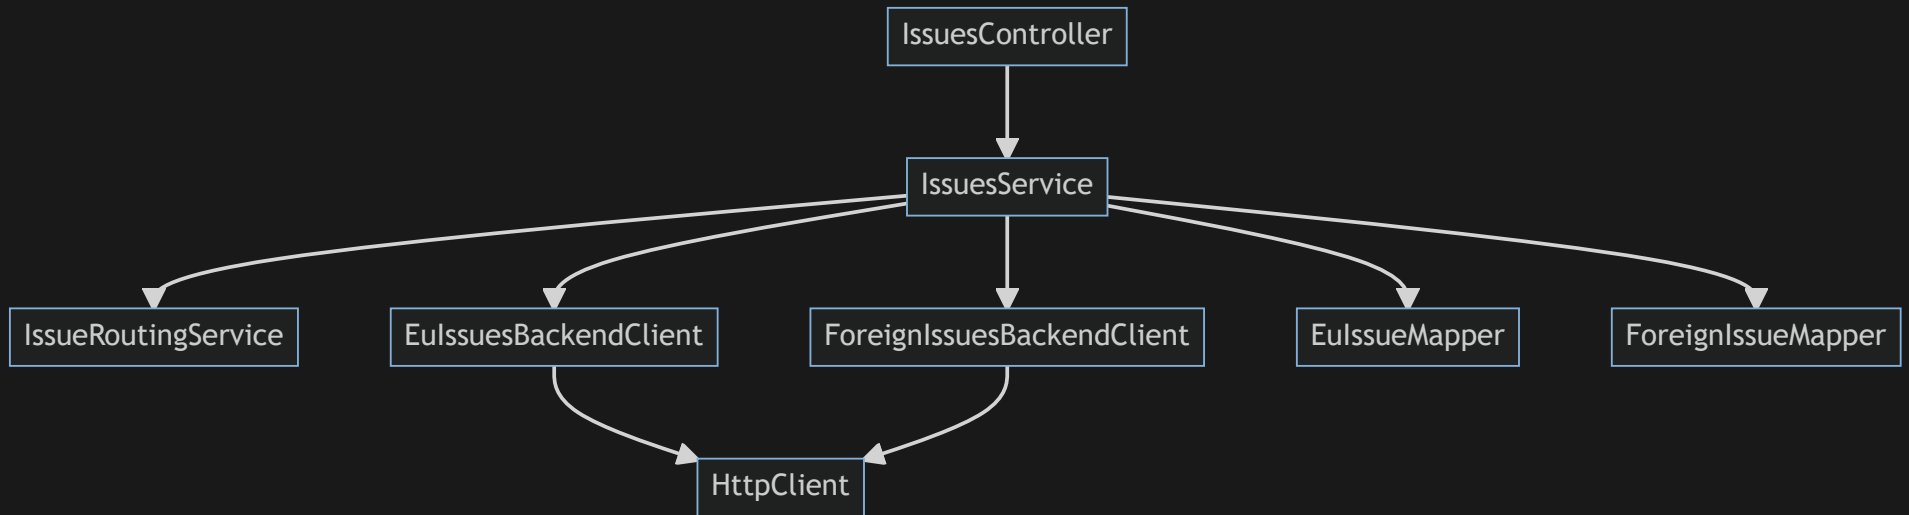 IssuesController
IssuesService
IssueRoutingService
EuIssuesBackendClient
ForeignIssuesBackendClient
EuIssueMapper
ForeignIssueMapper
HttpClient